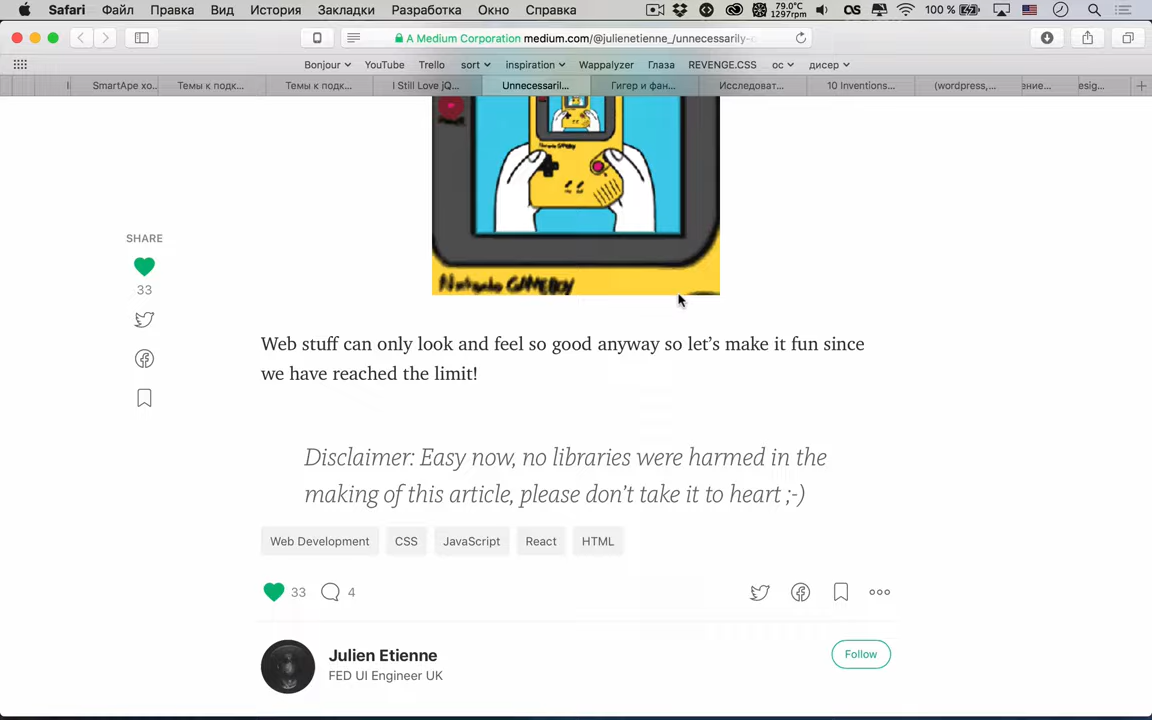 Safari Файл Правка Вид История Закладки Разработка Окно Справка 79.0°C 1297rpm 100 %
A Medium Corporation medium.com/@julienetienne_/unnecessarily-
Bonjour YouTube Trello sort inspiration Wappalyzer Глаза REVENGE.CSS ос дисер
SmartApe хо... Темы к подк... Темы к подк... I Still Love jQ... Unnecessaril... Гигер и фан... Исследоват... 10 Inventions... (wordpress,... ение... esig...
Nintendo GAMEBOY
SHARE
33
Web stuff can only look and feel so good anyway so let's make it fun since
we have reached the limit!
Disclaimer: Easy now, no libraries were harmed in the
making of this article, please don't take it to heart ;-)
Web Development CSS JavaScript React HTML
33 4
Julien Etienne
FED UI Engineer UK
Follow